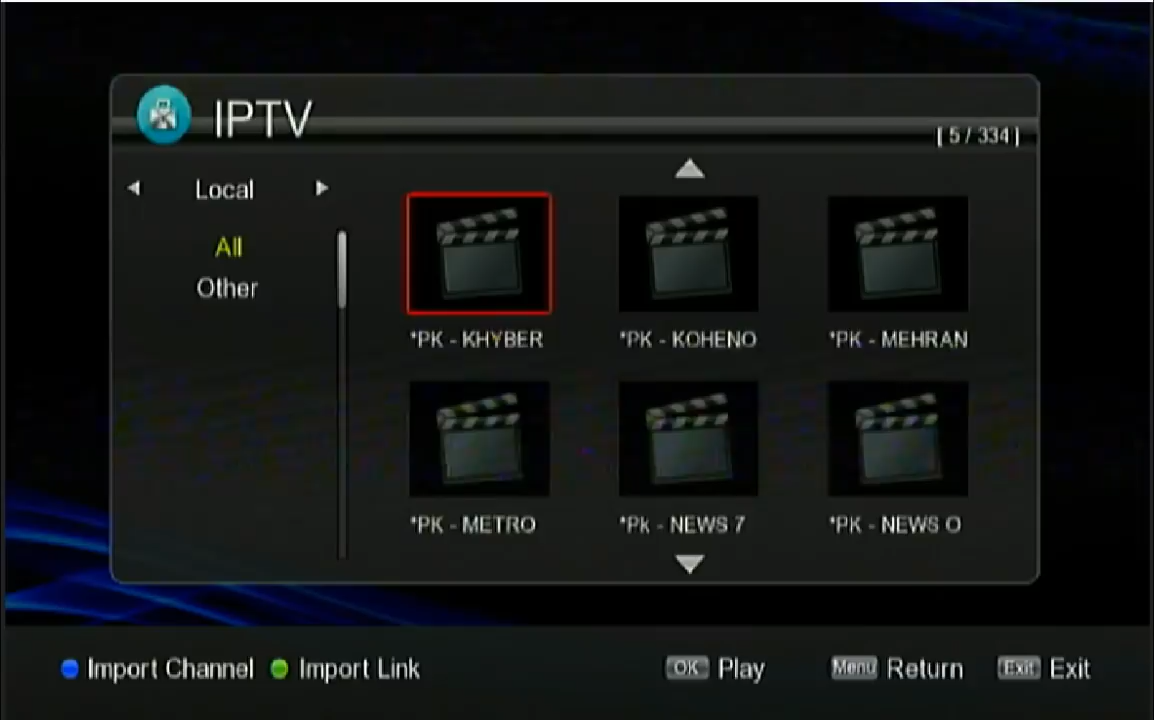 IPTV
[ 5 / 334 ]
Local
All
Other
*PK - KHYBER
*PK - KOHENO
*PK - MEHRAN
*PK - METRO
*Pk - NEWS 7
*PK - NEWS O
Import Channel
Import Link
OK Play
Menu Return
Exit Exit